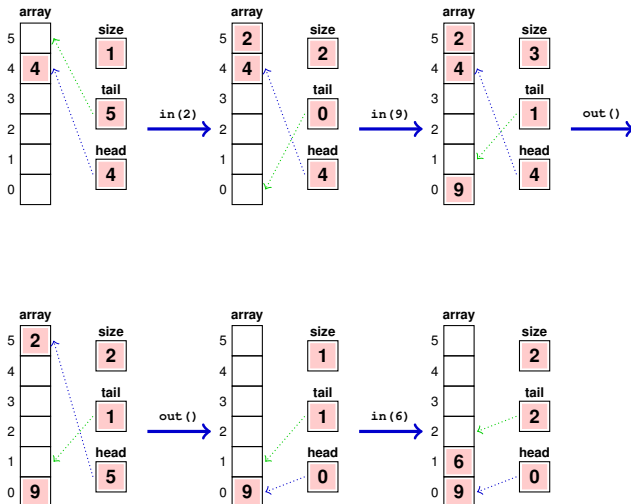 array array array
5 size 5 2 size 5 2 size
4 4 1 4 4 2 4 4 3
3 tail 3 tail 3 tail
2 5 in(2) 2 0 in(9) 2 1 out()
1 head 1 head 1 head
0 4 0 4 0 9 4
array array array
5 2 size 5 size 5 size
4 2 4 1 4 2
3 tail 3 tail 3 tail
2 1 out() 2 1 in(6) 2 2
1 head 1 head 1 6 head
0 9 5 0 9 0 0 9 0